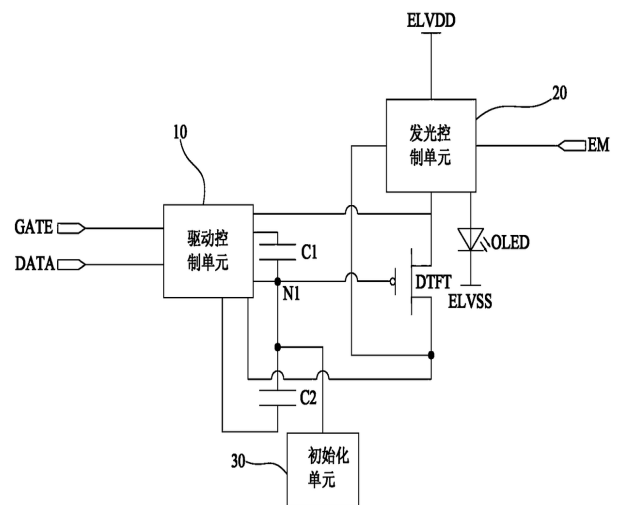 ELVDD
20
发光控
制单元
EM
10
GATE
驱动控
制单元
DATA
C1
N1
DTFT
OLED
ELVSS
C2
30
初始化
单元